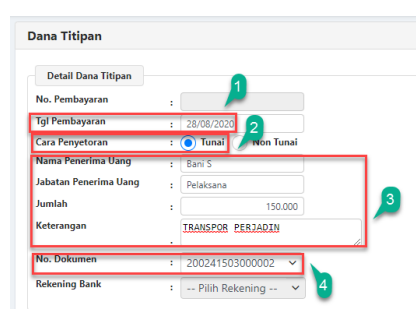 Dana Titipan
Detail Dana Titipan
No. Pembayaran :
1
Tgl Pembayaran : 28/08/2020
2
Cara Penyetoran : Tunai Non Tunai
Nama Penerima Uang : Bani S
Jabatan Penerima Uang : Pelaksana
3
Jumlah : 150.000
Keterangan : TRANSPOR PERJADIN
No. Dokumen : 200241503000002
4
Rekening Bank : -- Pilih Rekening --